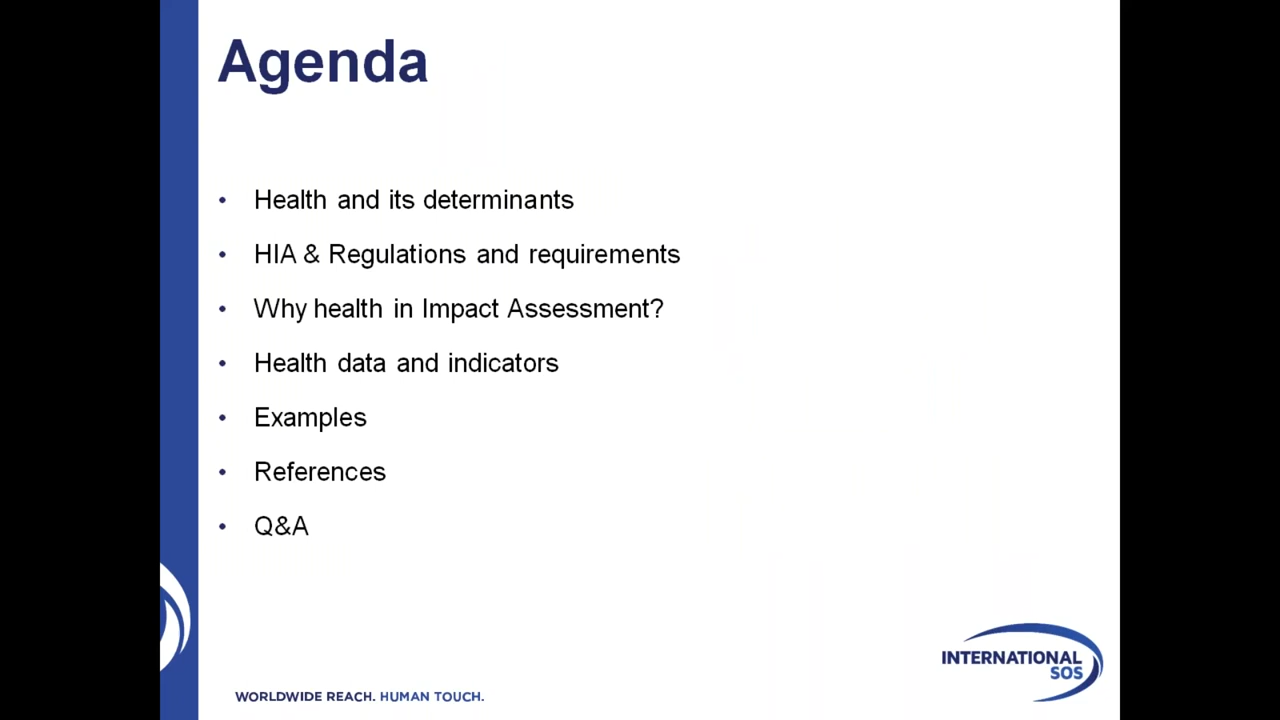 Agenda
• Health and its determinants
• HIA & Regulations and requirements
• Why health in Impact Assessment?
• Health data and indicators
• Examples
• References
• Q&A
INTERNATIONAL
SOS
WORLDWIDE REACH. HUMAN TOUCH.